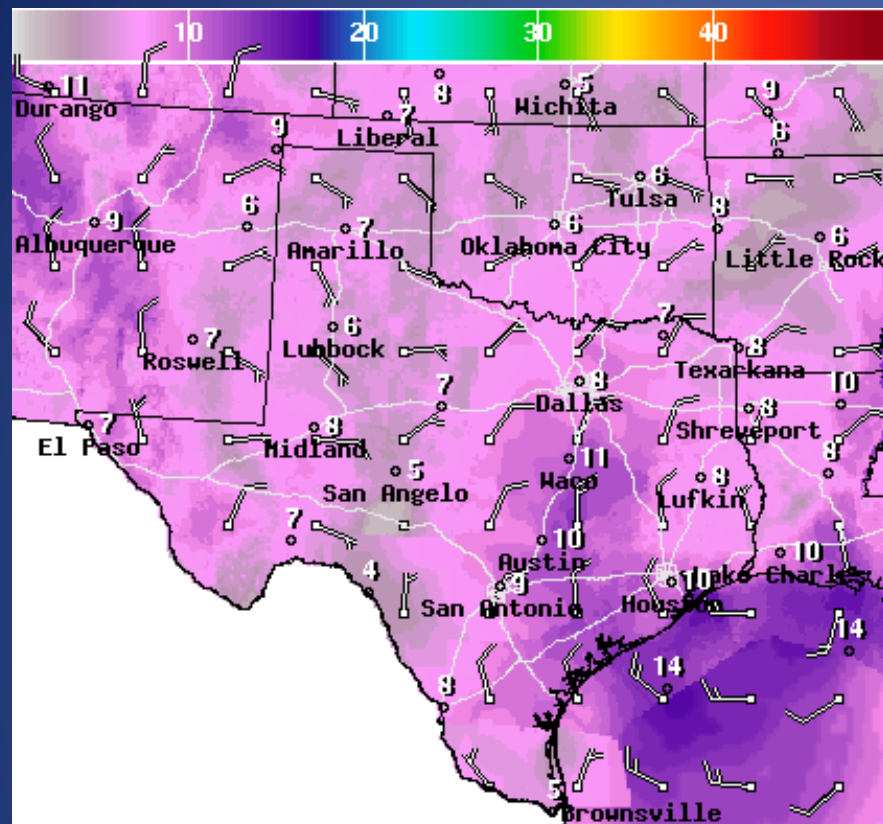 10 20 30 40
11 8 5 9
Durango Wichita
7
Liberal
9 6
6
Tulsa
9 6 7 6 8 6
Albuquerque Amarillo Oklahoma City Little Rock
7 6 7 8
Roswell Lubbock Texarkana
8
Dallas
7 10
7 8 8
El Paso Midland Shreveport
5 11 8 8
San Angelo Waco Lufkin
7 10 10
Austin
4 9 10 Lake Charles
San Antonio Houston
14
14
8
5
Brownsville